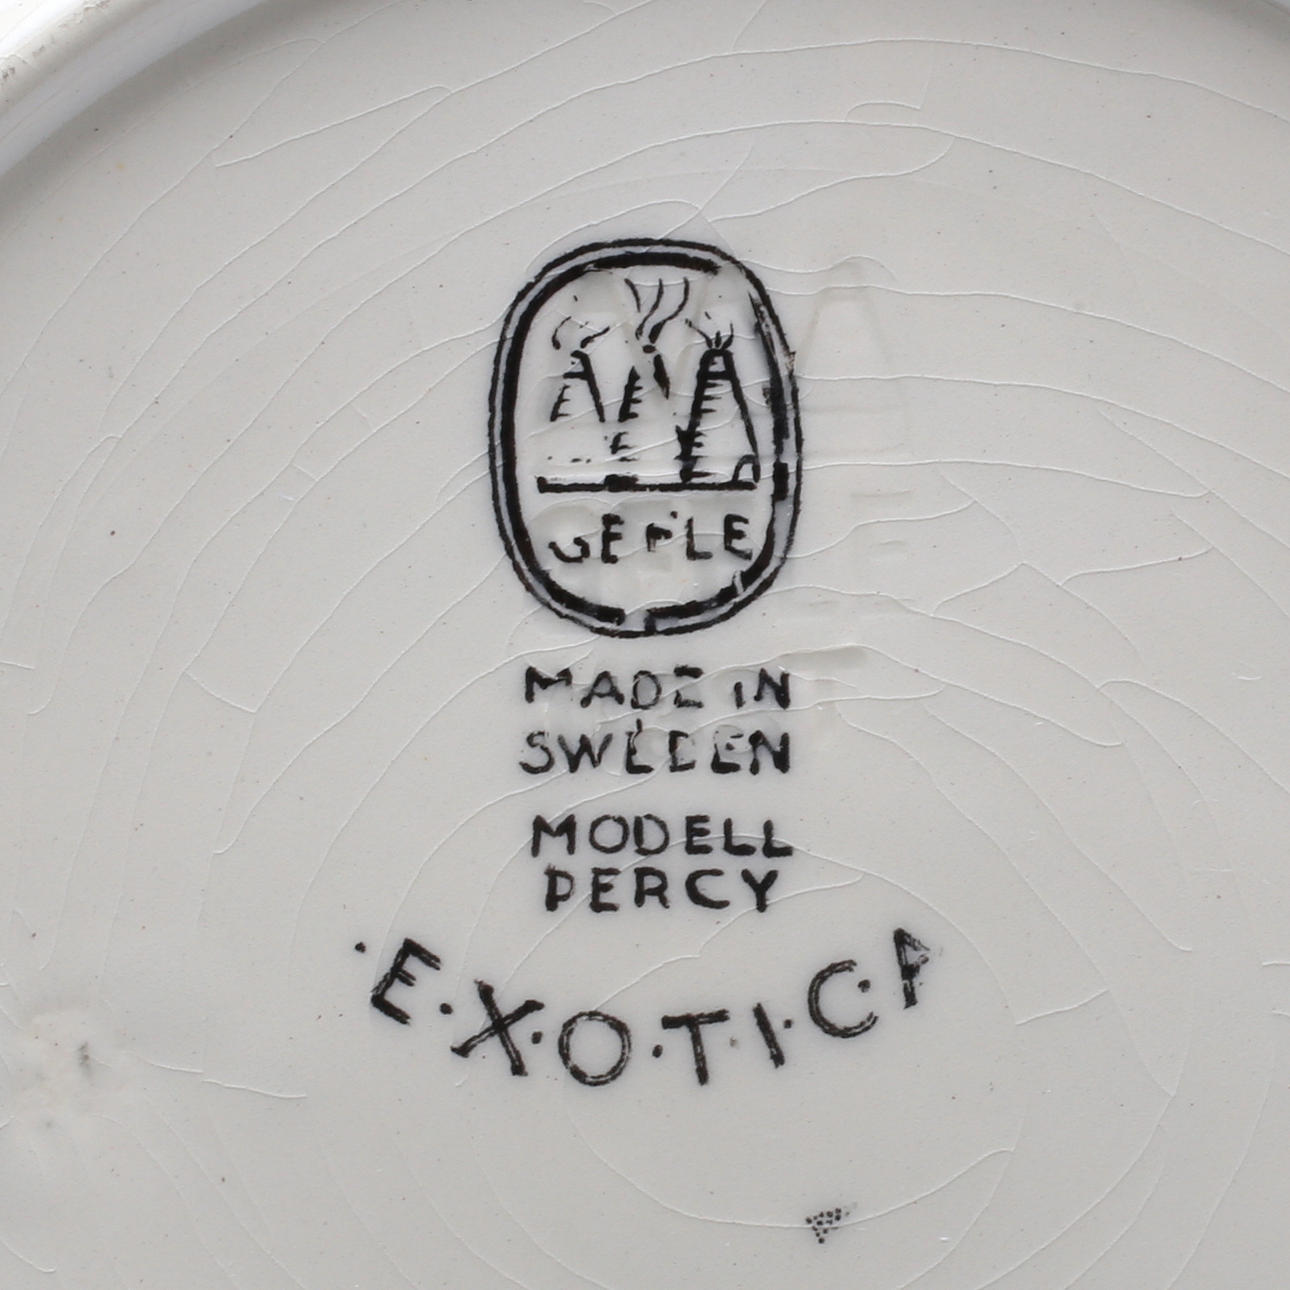 GEFLE
MADE IN
SWEDEN
MODELL
PERCY
·E·X·O·T·I·C·A